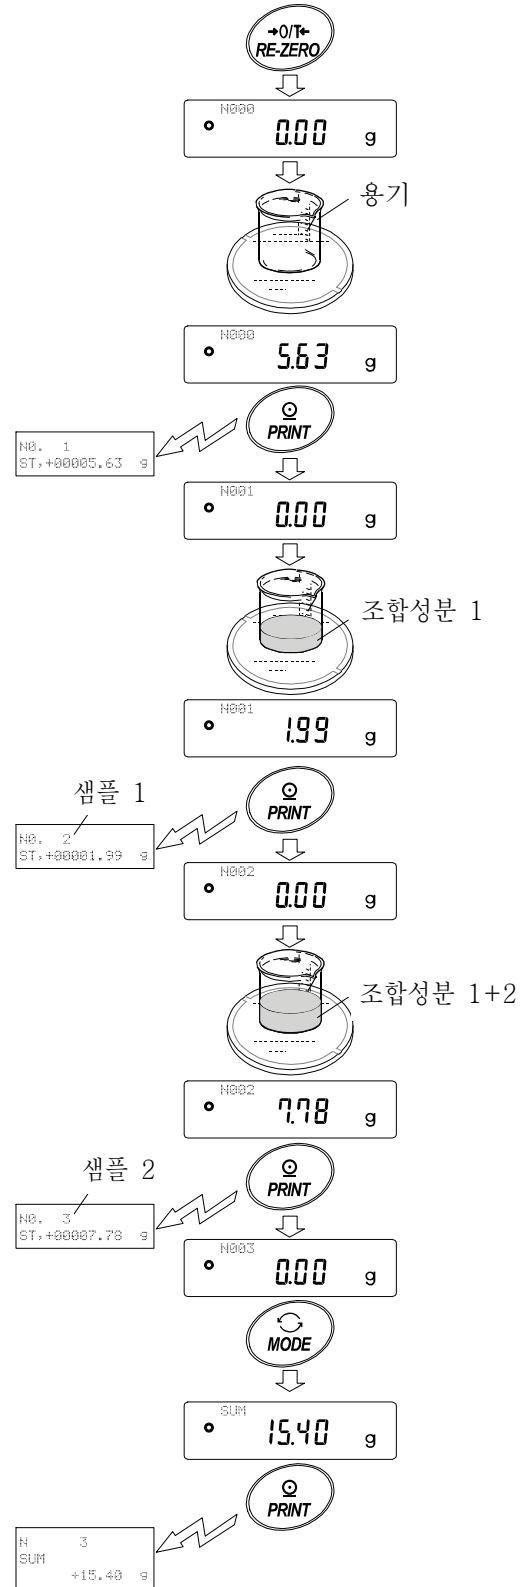 →0/T←
RE-ZERO
N000
0.00 g
용기
N000
5.63 g
PRINT
N0. 1
ST,+00005.63 g
N001
0.00 g
조합성분 1
N001
1.99 g
샘플 1
PRINT
N0. 2
ST,+00001.99 g
N002
0.00 g
조합성분 1+2
N002
7.78 g
샘플 2
PRINT
N0. 3
ST,+00007.78 g
N003
0.00 g
MODE
SUM
15.40 g
PRINT
N 3
SUM
+15.40 g